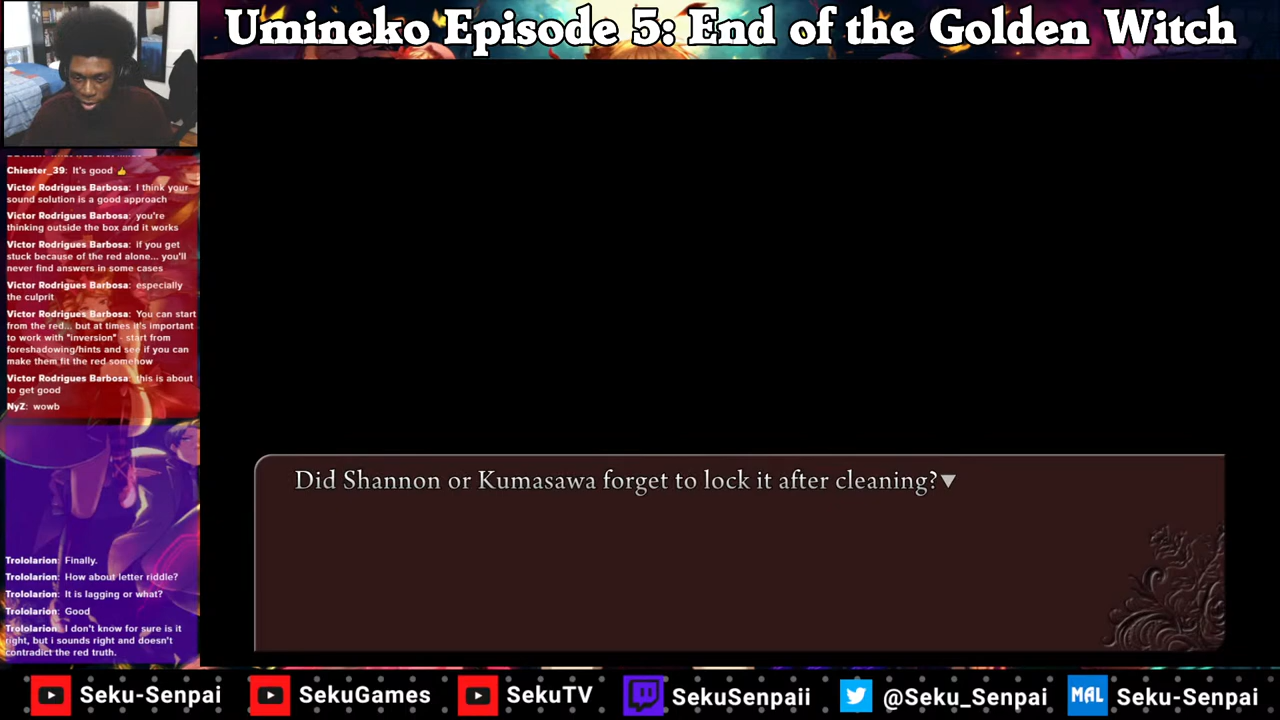 Umineko Episode 5: End of the Golden Witch
Chiester_39: It's good 👍
Victor Rodrigues Barbosa: I think your
sound solution is a good approach
Victor Rodrigues Barbosa: you're
thinking outside the box and it works
Victor Rodrigues Barbosa: if you get
stuck because of the red alone... you'll
never find answers in some cases
Victor Rodrigues Barbosa: especially
the culprit
Victor Rodrigues Barbosa: You can start
from the red... but at times it's important
to work with "inversion" - start from
foreshadowing/hints and see if you can
make them fit the red somehow
Victor Rodrigues Barbosa: this is about
to get good
NyZ: wowb
Trololarion: Finally.
Trololarion: How about letter riddle?
Trololarion: It is lagging or what?
Trololarion: Good
Trololarion: I don't know for sure is it
right, but i sounds right and doesn't
contradict the red truth.
Did Shannon or Kumasawa forget to lock it after cleaning?▼
Seku-Senpai
SekuGames
SekuTV
SekuSenpaii
@Seku_Senpai
MAL Seku-Senpai